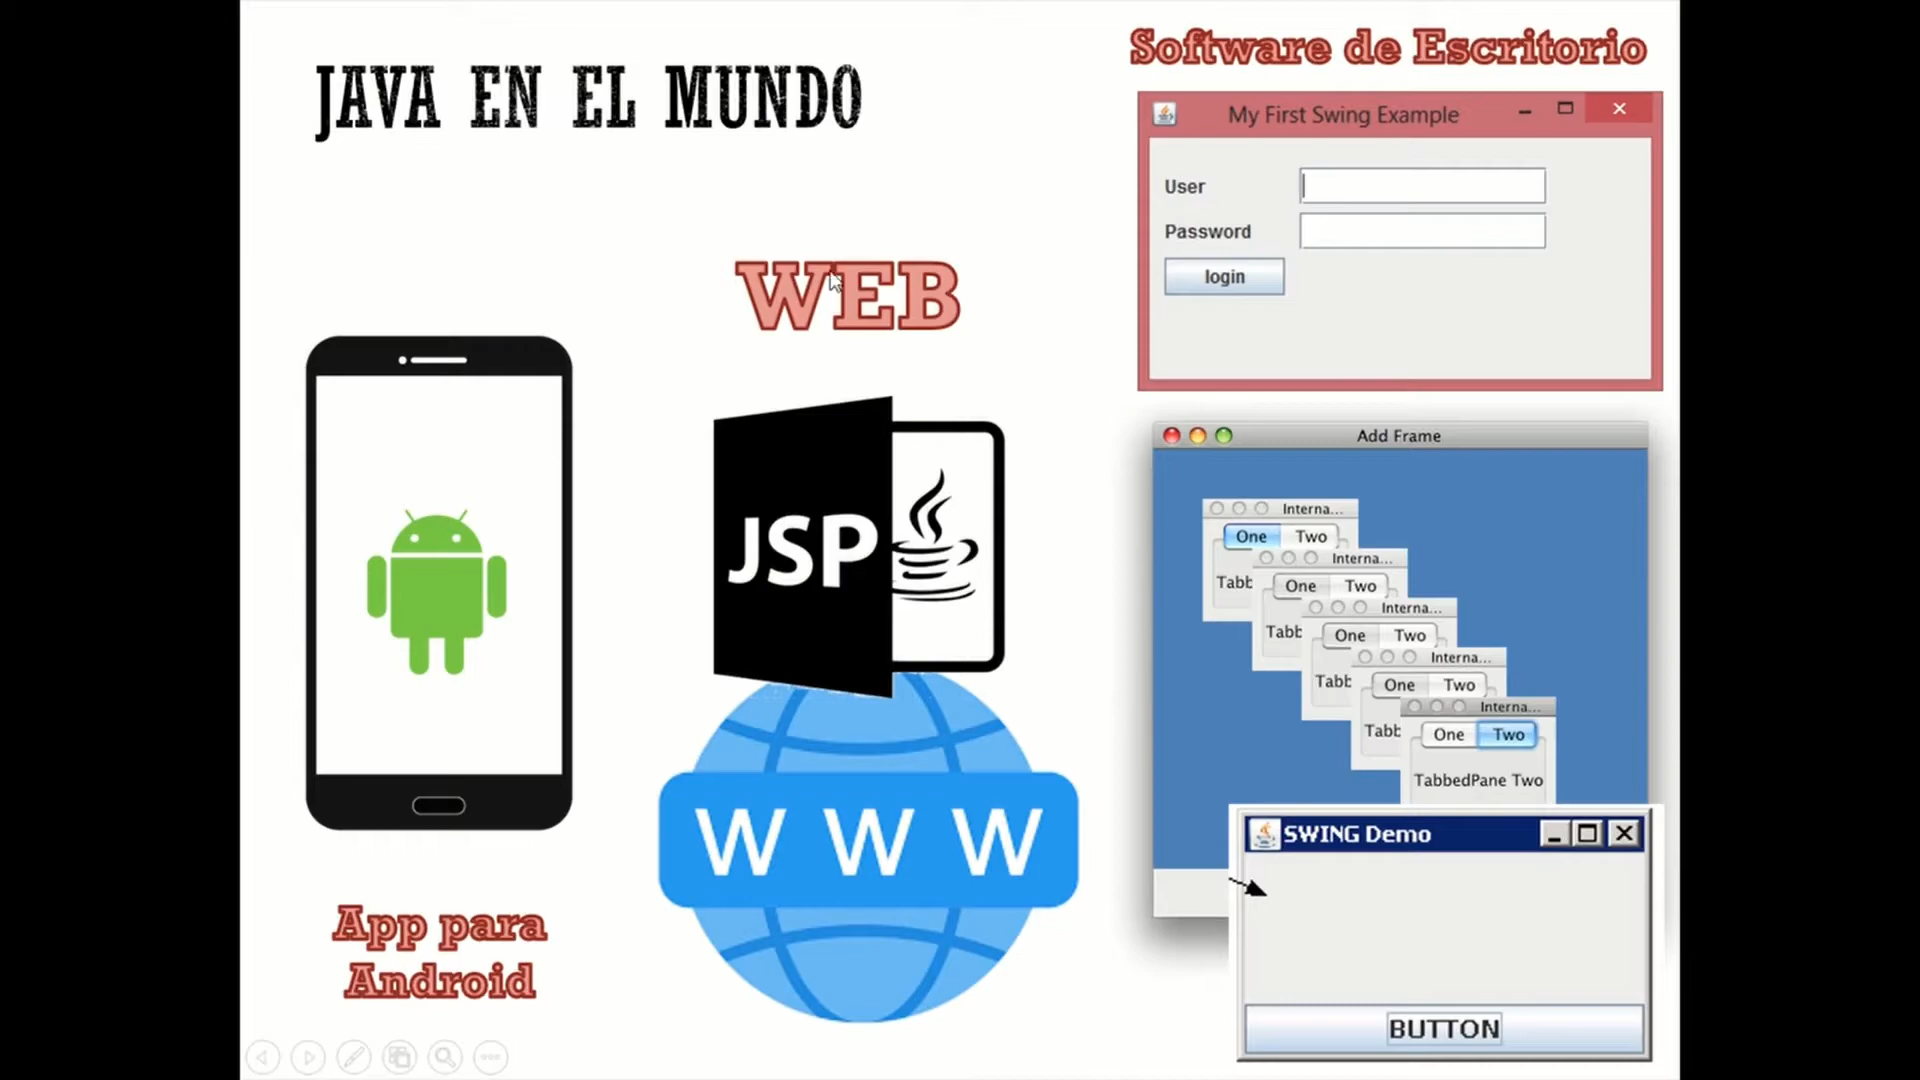 JAVA EN EL MUNDO
Software de Escritorio
My First Swing Example
User
Password
login
WEB
JSP
W W W
App para
Android
Add Frame
Interna...
One Two
Tabb
Interna...
One Two
Tabb
Interna...
One Two
Tabb
Interna...
One Two
Tabb
Interna...
One Two
TabbedPane Two
SWING Demo
BUTTON